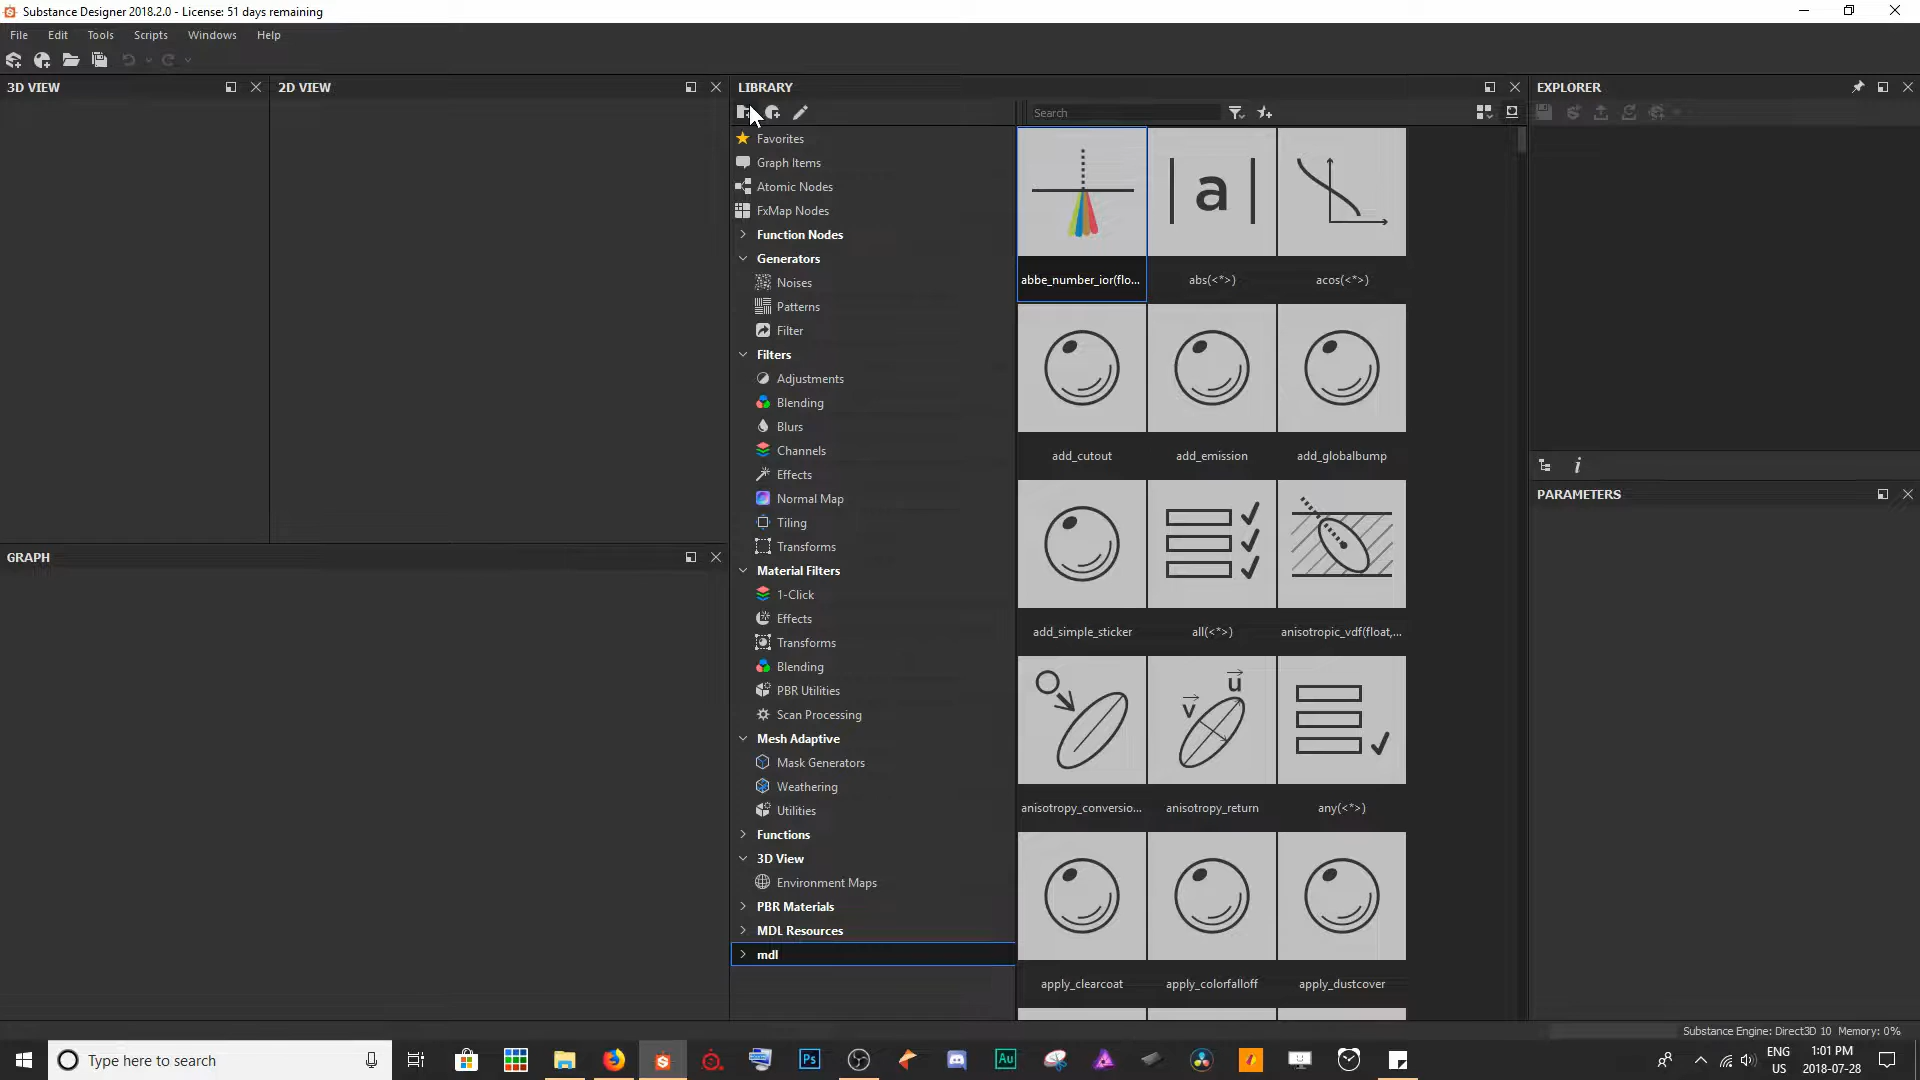 Substance Designer 2018.2.0 - License: 51 days remaining
File Edit Tools Scripts Windows Help
3D VIEW
2D VIEW
LIBRARY
EXPLORER
Search
Favorites
Graph Items
Atomic Nodes
FxMap Nodes
Function Nodes
Generators
Noises
Patterns
Filter
Filters
Adjustments
Blending
Blurs
Channels
Effects
Normal Map
Tiling
Transforms
Material Filters
1-Click
Effects
Transforms
Blending
PBR Utilities
Scan Processing
Mesh Adaptive
Mask Generators
Weathering
Utilities
Functions
3D View
Environment Maps
PBR Materials
MDL Resources
mdl
|a|
abbe_number_ior(flo... abs(<*>) acos(<*>)
add_cutout add_emission add_globalbump
add_simple_sticker all(<*>) anisotropic_vdf(float,...
v u
anisotropy_conversio... anisotropy_return any(<*>)
apply_clearcoat apply_colorfalloff apply_dustcover
i
PARAMETERS
GRAPH
Substance Engine: Direct3D 10 Memory: 0%
Type here to search
Ps
Au
ENG
US
1:01 PM
2018-07-28